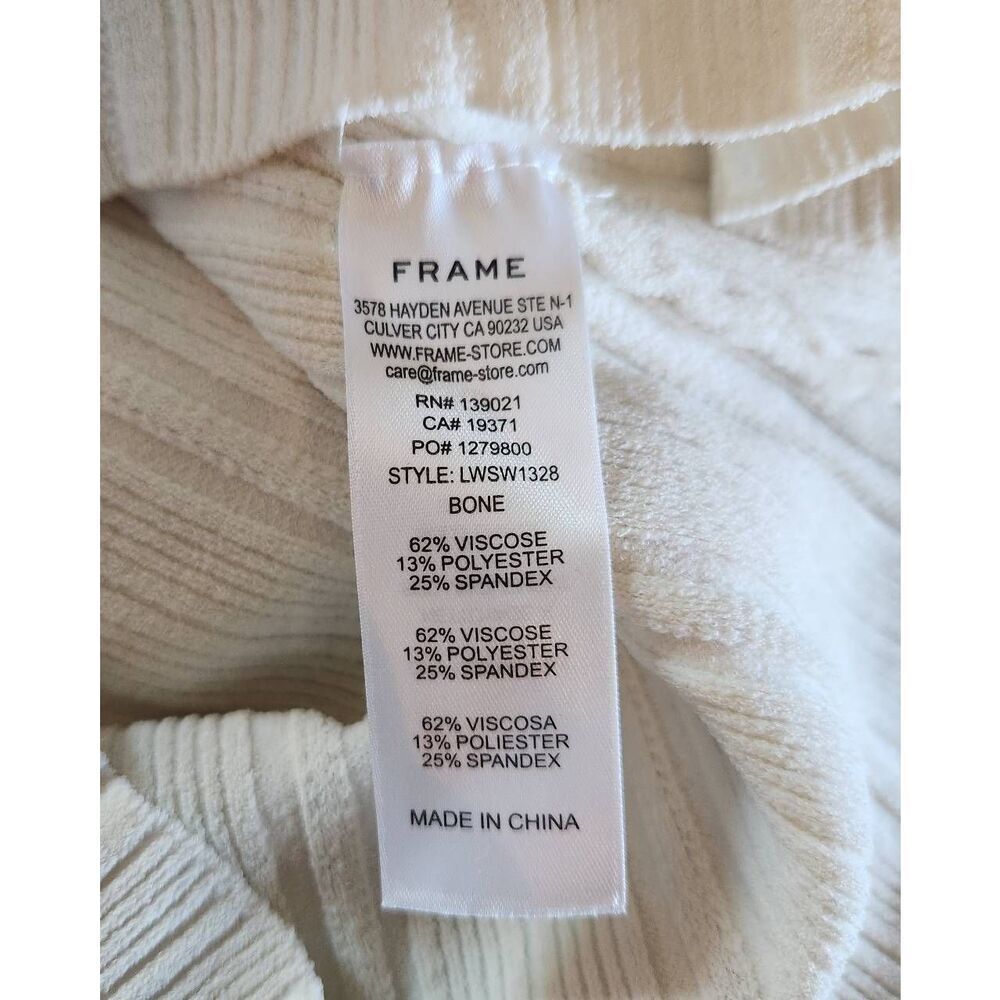 FRAME
3578 HAYDEN AVENUE STE N-1
CULVER CITY CA 90232 USA
WWW.FRAME-STORE.COM
care@frame-store.com
RN# 139021
CA# 19371
PO# 1279800
STYLE: LWSW1328
BONE
62% VISCOSE
13% POLYESTER
25% SPANDEX
62% VISCOSE
13% POLYESTER
25% SPANDEX
62% VISCOSA
13% POLIESTER
25% SPANDEX
MADE IN CHINA